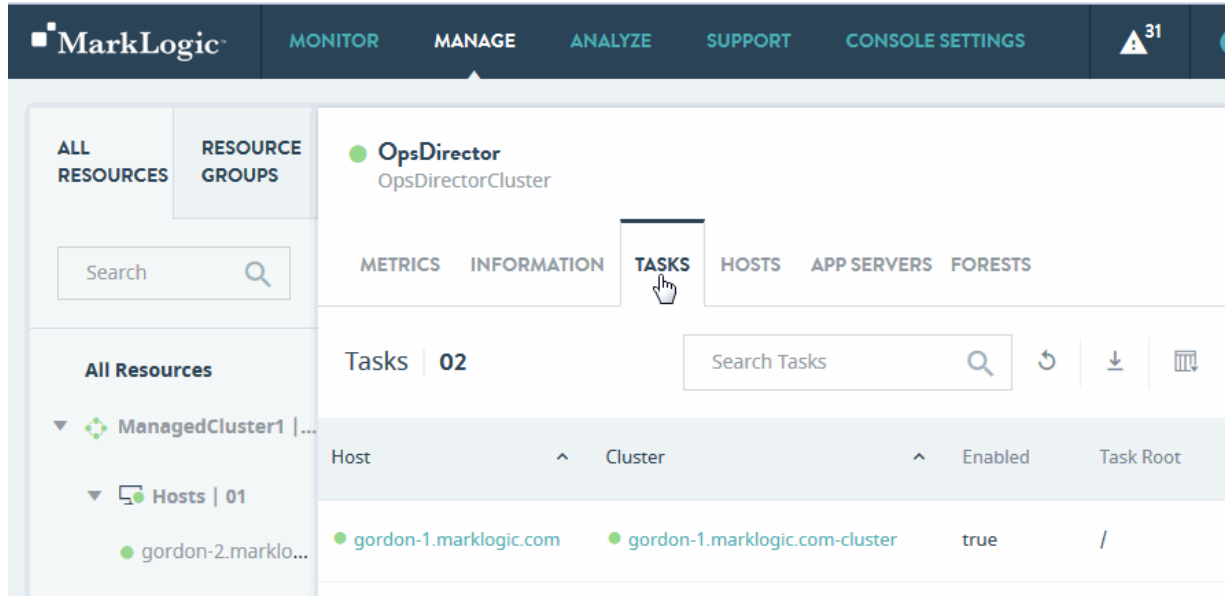 MarkLogic™ MONITOR MANAGE ANALYZE SUPPORT CONSOLE SETTINGS 31
ALL RESOURCES
RESOURCE GROUPS
Search
All Resources
ManagedCluster1 |...
Hosts | 01
gordon-2.marklo...
OpsDirector
OpsDirectorCluster
METRICS INFORMATION TASKS HOSTS APP SERVERS FORESTS
Tasks | 02 Search Tasks
Host Cluster Enabled Task Root
gordon-1.marklogic.com gordon-1.marklogic.com-cluster true /